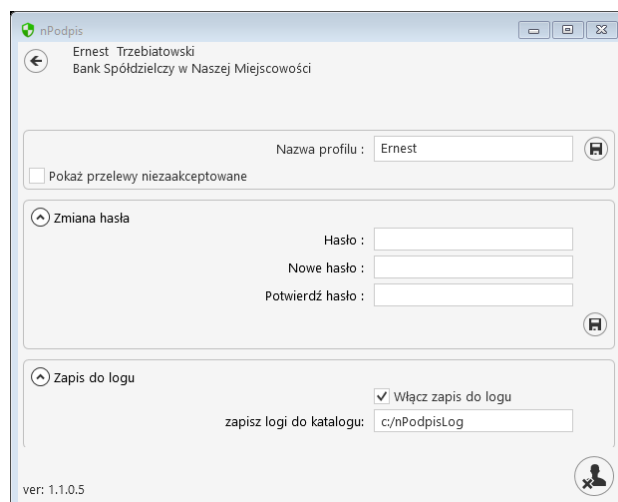 nPodpis
Ernest Trzebiatowski
Bank Spółdzielczy w Naszej Miejscowości
Nazwa profilu : Ernest
Pokaż przelewy niezaakceptowane
Zmiana hasła
Hasło :
Nowe hasło :
Potwierdź hasło :
Zapis do logu
Włącz zapis do logu
zapisz logi do katalogu: c:/nPodpisLog
ver: 1.1.0.5